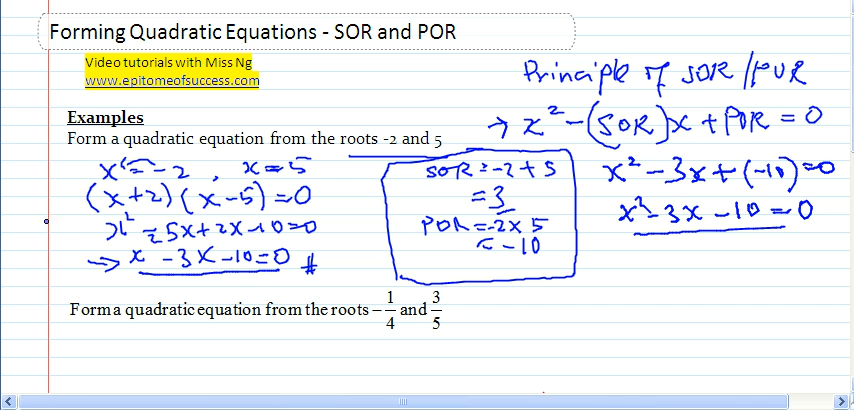 Forming Quadratic Equations - SOR and POR
Video tutorials with Miss Ng
www.epitomeofsuccess.com
Principle of SOR/POR
→ x² - (SOR)x + POR = 0
x² - 3x + (-10) = 0
x² - 3x - 10 = 0
Examples
Form a quadratic equation from the roots -2 and 5
x = -2 , x = 5
(x+2)(x-5)=0
x² - 5x + 2x - 10 = 0
⇒ x - 3x - 10 = 0 #
SOR = -2 + 5
= 3
POR = -2 x 5
= -10
Form a quadratic equation from the roots -1/4 and 3/5